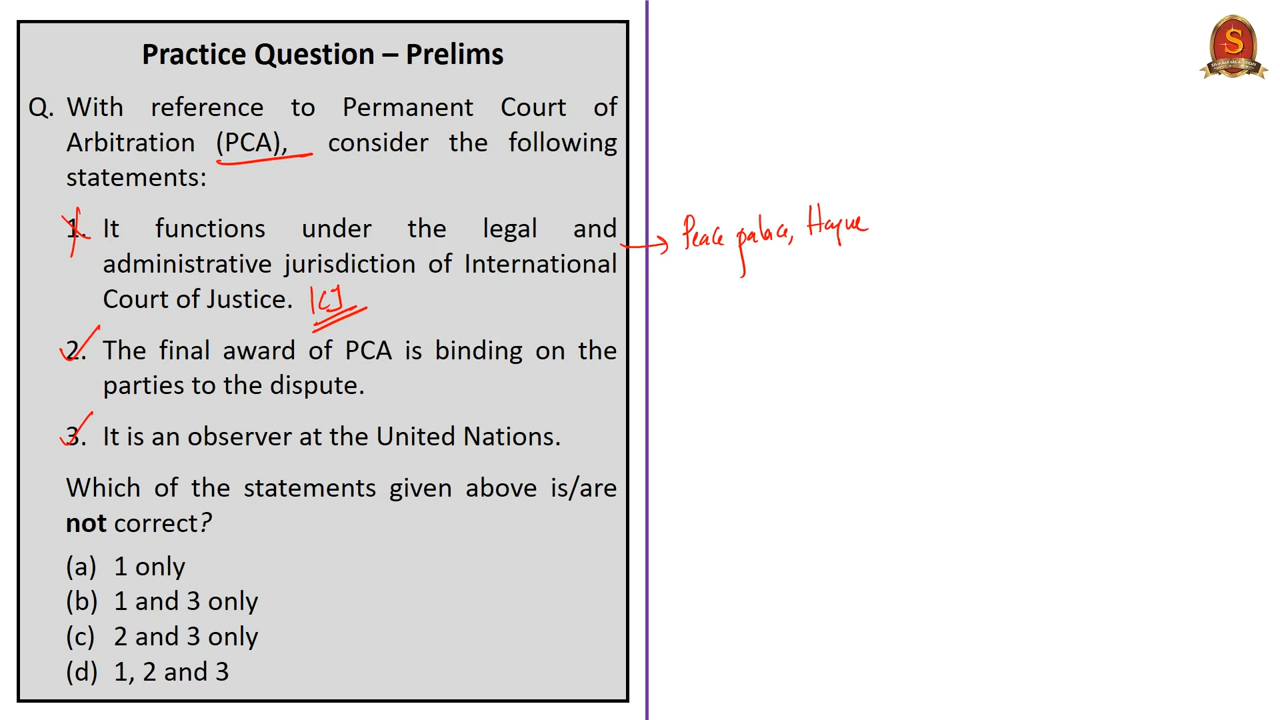 Practice Question – Prelims
Q. With reference to Permanent Court of
Arbitration (PCA), consider the following
statements:
1. It functions under the legal and
administrative jurisdiction of International
Court of Justice. ICJ
Peace palace, Hague
2. The final award of PCA is binding on the
parties to the dispute.
3. It is an observer at the United Nations.
Which of the statements given above is/are
not correct?
(a) 1 only
(b) 1 and 3 only
(c) 2 and 3 only
(d) 1, 2 and 3
S